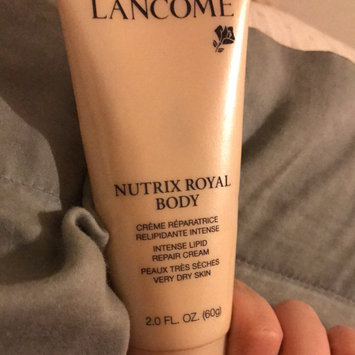 LANCÔME
NUTRIX ROYAL
BODY
CRÈME RÉPARATRICE
RELIPIDANTE INTENSE
INTENSE LIPID
REPAIR CREAM
PEAUX TRÈS SÈCHES
VERY DRY SKIN
2.0 FL. OZ. (60g)